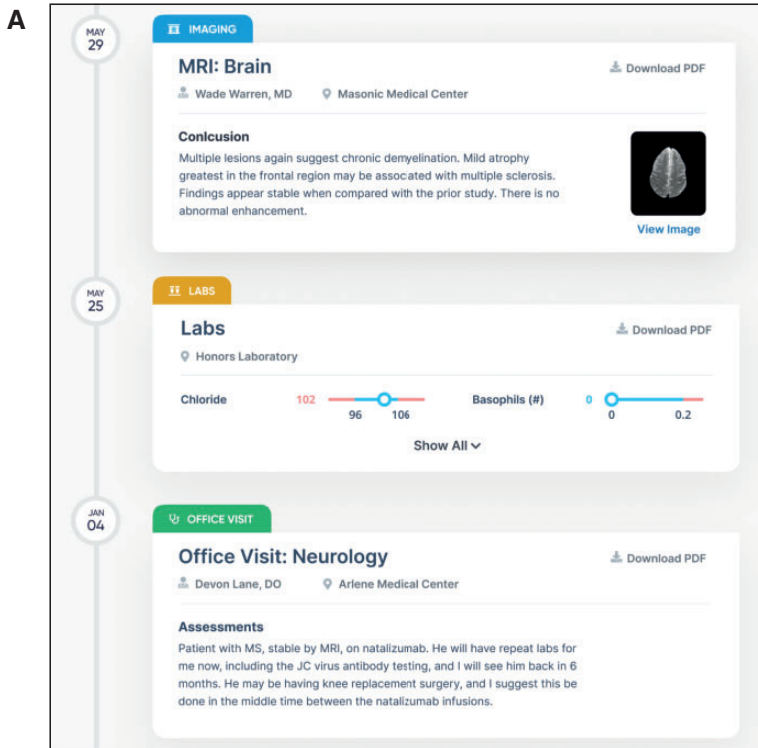 A
MAY
29
IMAGING
MRI: Brain
Download PDF
Wade Warren, MD
Masonic Medical Center
Conlcusion
Multiple lesions again suggest chronic demyelination. Mild atrophy
greatest in the frontal region may be associated with multiple sclerosis.
Findings appear stable when compared with the prior study. There is no
abnormal enhancement.
View Image
MAY
25
LABS
Labs
Download PDF
Honors Laboratory
Chloride
102
96
106
Basophils (#)
0
0
0.2
Show All
JAN
04
OFFICE VISIT
Office Visit: Neurology
Download PDF
Devon Lane, DO
Arlene Medical Center
Assessments
Patient with MS, stable by MRI, on natalizumab. He will have repeat labs for
me now, including the JC virus antibody testing, and I will see him back in 6
months. He may be having knee replacement surgery, and I suggest this be
done in the middle time between the natalizumab infusions.